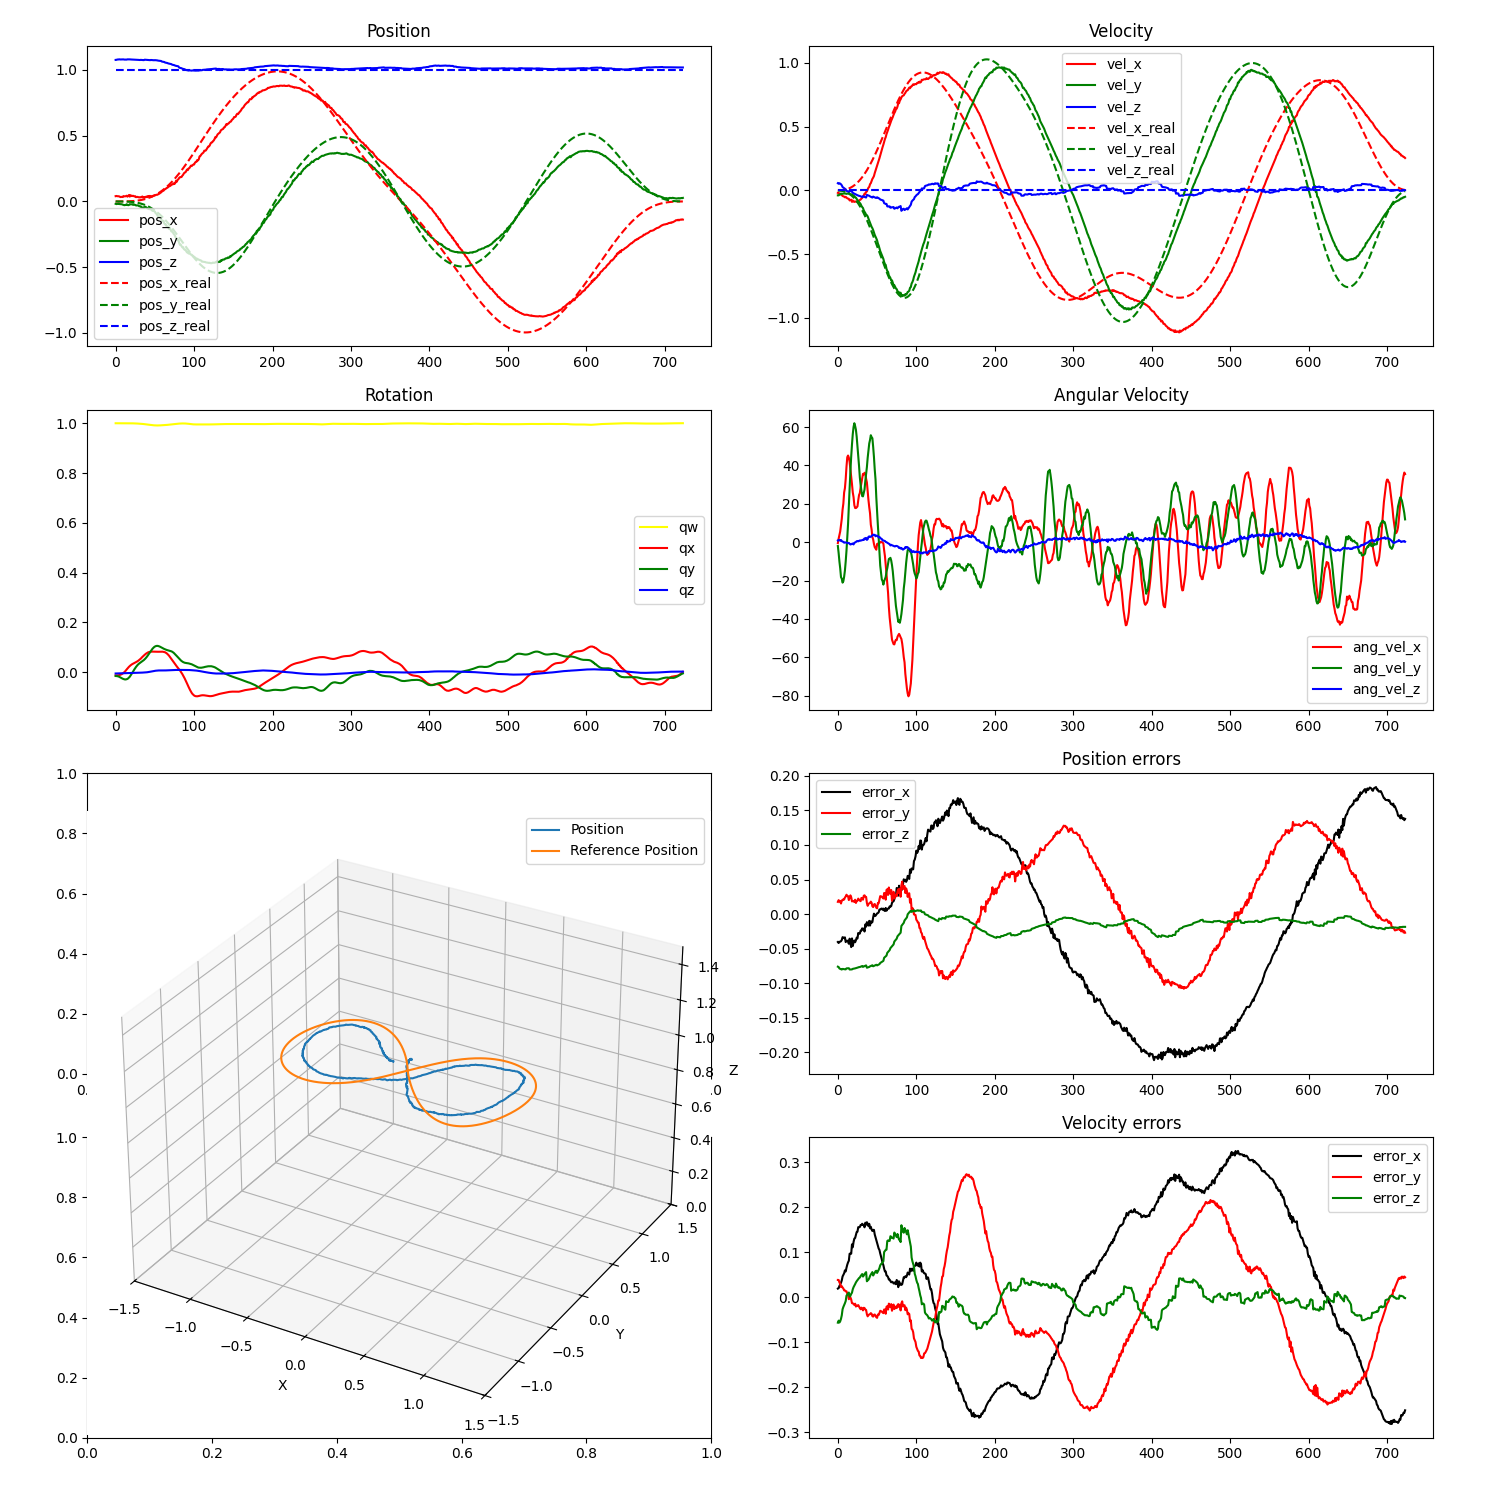 Position
1.0
0.5
0.0
−0.5
−1.0
pos_x
pos_y
pos_z
pos_x_real
pos_y_real
pos_z_real
0 100 200 300 400 500 600 700
Velocity
1.0
0.5
0.0
−0.5
−1.0
vel_x
vel_y
vel_z
vel_x_real
vel_y_real
vel_z_real
0 100 200 300 400 500 600 700
Rotation
1.0
0.8
0.6
0.4
0.2
0.0
qw
qx
qy
qz
0 100 200 300 400 500 600 700
Angular Velocity
60
40
20
0
−20
−40
−60
−80
ang_vel_x
ang_vel_y
ang_vel_z
0 100 200 300 400 500 600 700
1.0
0.8
0.6
0.4
0.2
0.0
0.
.0
1.0
0.8
0.6
0.4
0.2
0.0
0.0 0.2 0.4 0.6 0.8 1.0
Position
Reference Position
1.4
1.2
1.0
0.8
0.6
0.4
0.2
0.0
Z
−1.5
−1.0
−0.5
0.0
0.5
1.0
1.5
X
1.5
1.0
0.5
0.0
−0.5
−1.0
−1.5
Y
Position errors
0.20
0.15
0.10
0.05
0.00
−0.05
−0.10
−0.15
−0.20
error_x
error_y
error_z
0 100 200 300 400 500 600 700
Velocity errors
0.3
0.2
0.1
0.0
−0.1
−0.2
−0.3
error_x
error_y
error_z
0 100 200 300 400 500 600 700